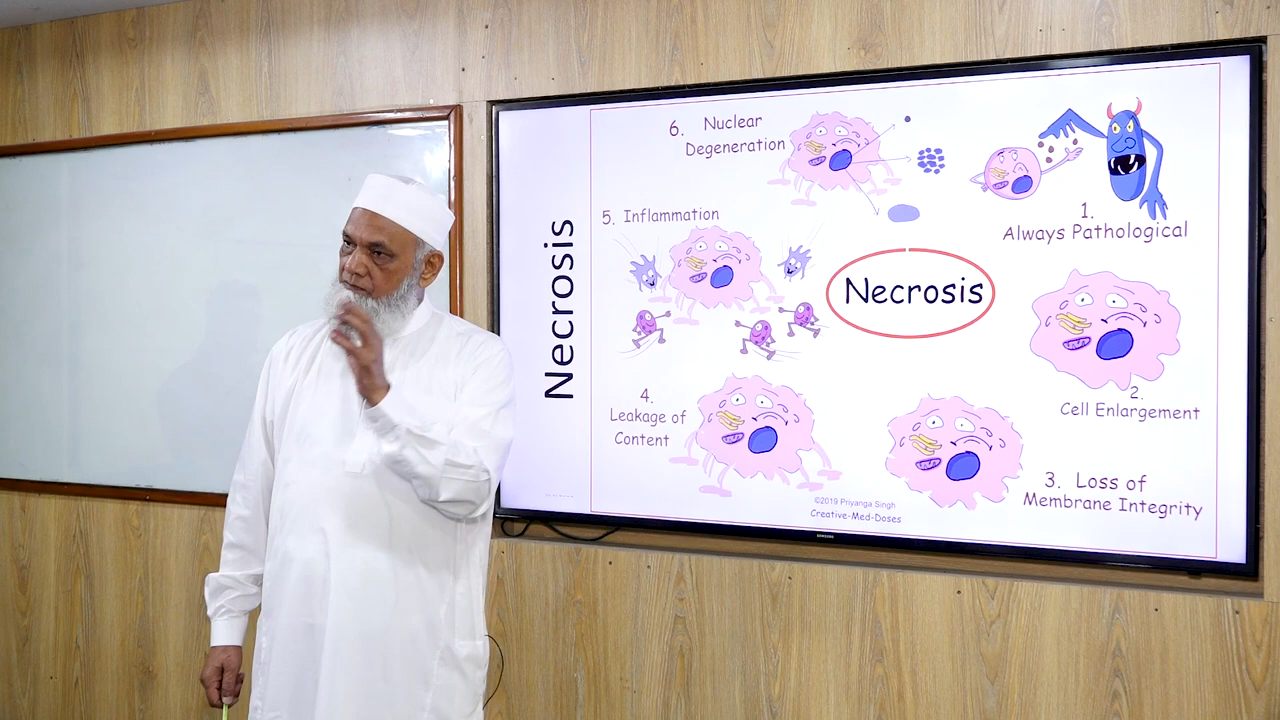 Necrosis
6. Nuclear
Degeneration
1.
Always Pathological
5. Inflammation
Necrosis
2.
Cell Enlargement
4.
Leakage of
Content
3. Loss of
Membrane Integrity
©2019 Priyanga Singh
Creative-Med-Doses
SAMSUNG